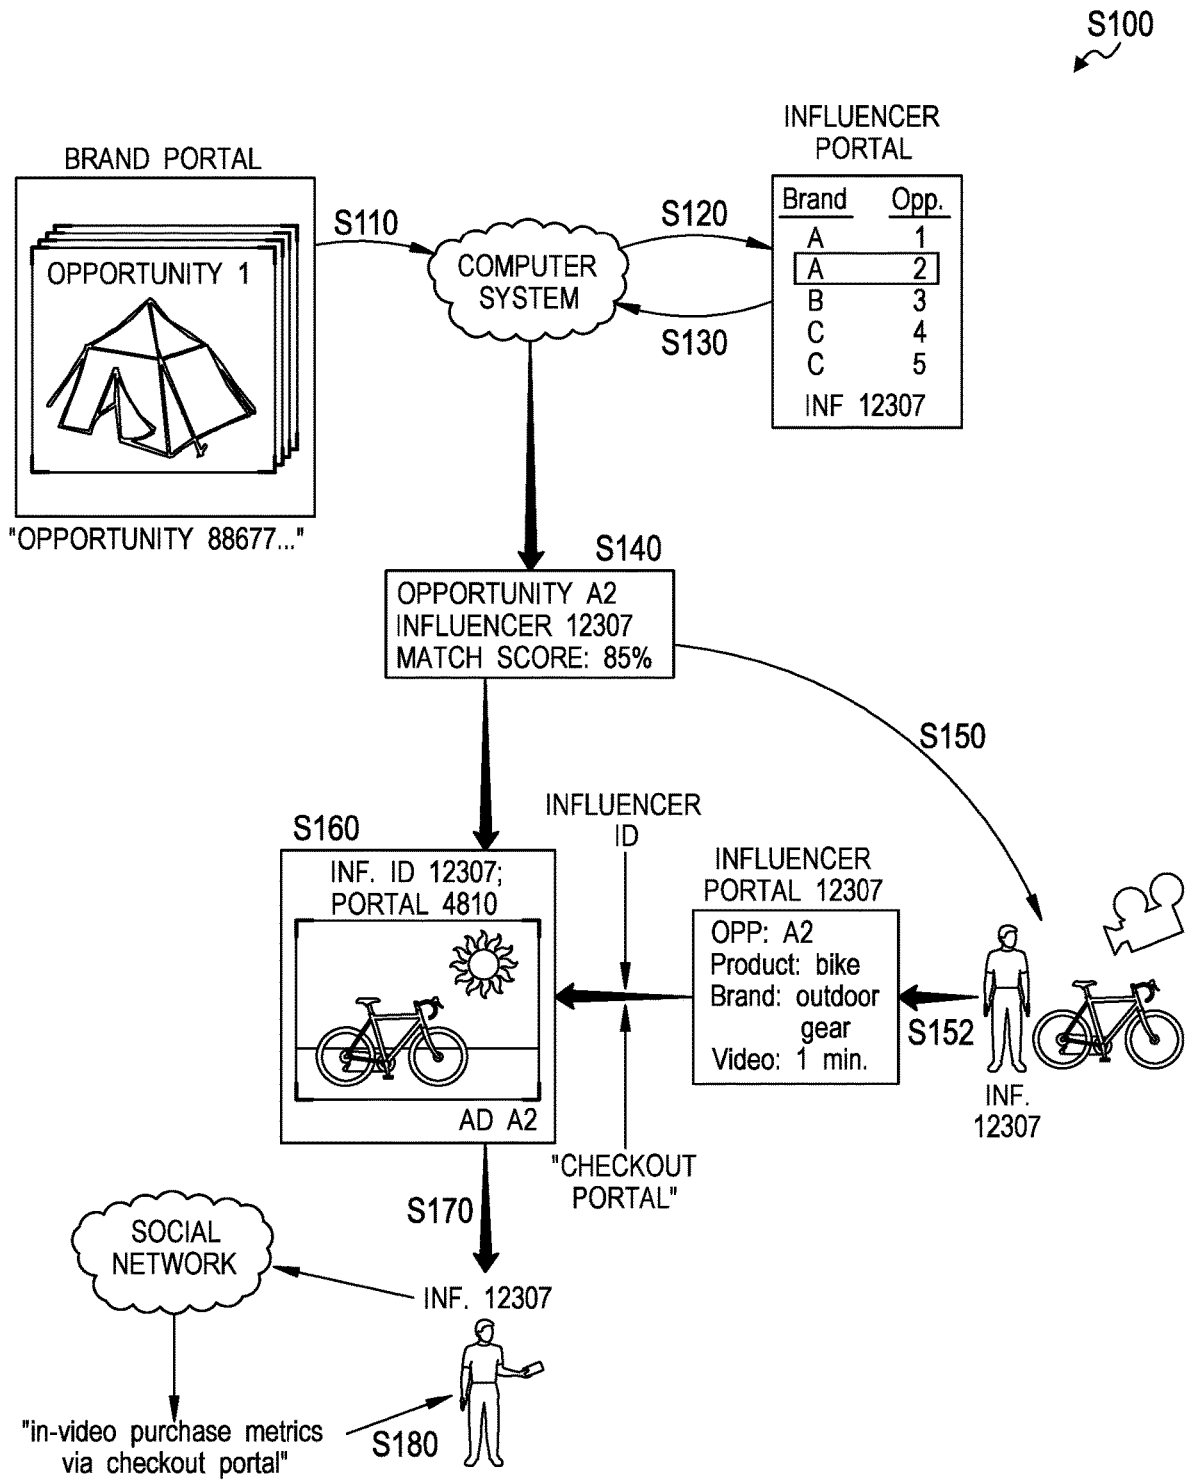 S100
INFLUENCER
PORTAL
BRAND PORTAL
Brand Opp.
A 1
A 2
B 3
C 4
C 5
INF 12307
S110
S120
COMPUTER
SYSTEM
S130
OPPORTUNITY 1
"OPPORTUNITY 88677..."
S140
OPPORTUNITY A2
INFLUENCER 12307
MATCH SCORE: 85%
S150
INFLUENCER
ID
S160
INF. ID 12307;
PORTAL 4810
AD A2
INFLUENCER
PORTAL 12307
OPP: A2
Product: bike
Brand: outdoor
gear
Video: 1 min.
S152
INF.
12307
"CHECKOUT
PORTAL"
S170
SOCIAL
NETWORK
INF. 12307
"in-video purchase metrics
via checkout portal"
S180